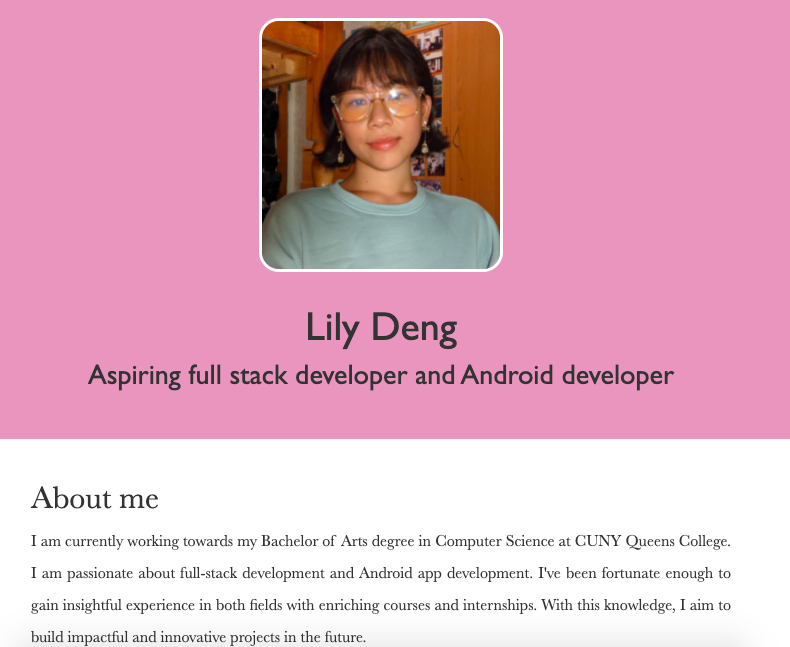 Lily Deng
Aspiring full stack developer and Android developer
About me
I am currently working towards my Bachelor of Arts degree in Computer Science at CUNY Queens College.
I am passionate about full-stack development and Android app development. I've been fortunate enough to
gain insightful experience in both fields with enriching courses and internships. With this knowledge, I aim to
build impactful and innovative projects in the future.